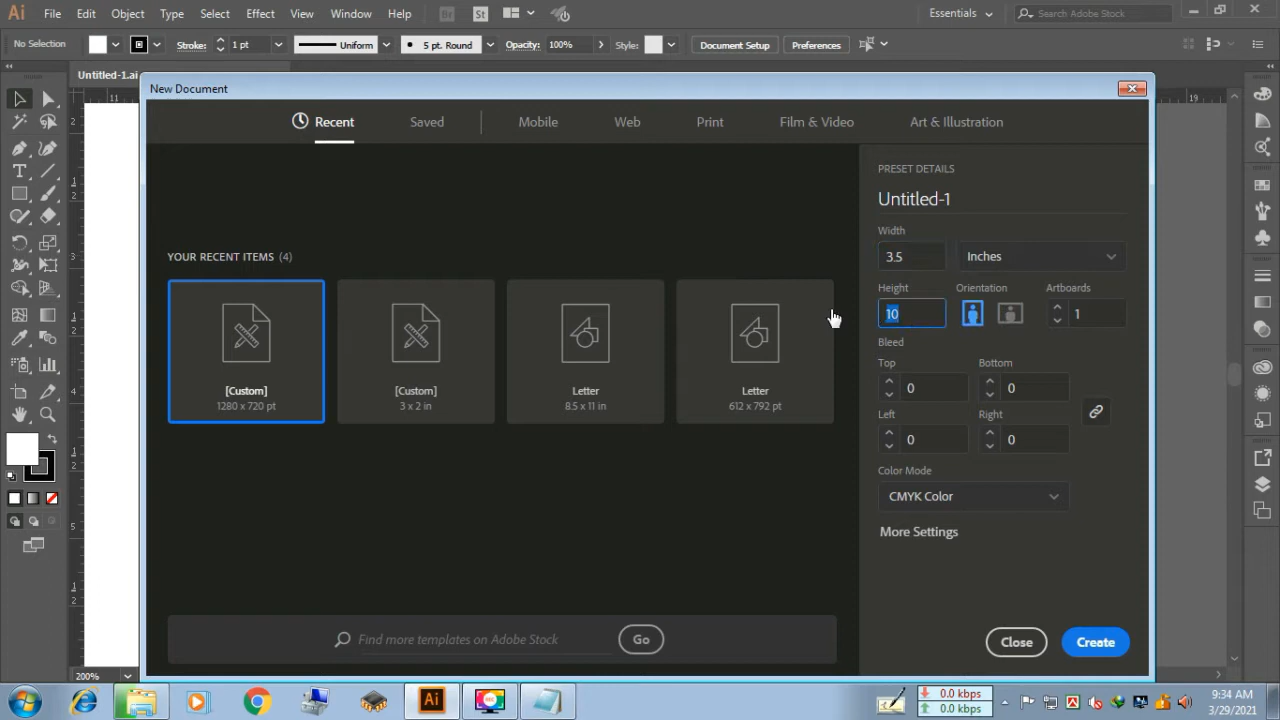 Ai File Edit Object Type Select Effect View Window Help Br St Essentials Search Adobe Stock
No Selection Stroke: 1 pt Uniform 5 pt. Round Opacity: 100% Style: Document Setup Preferences
Untitled-1.ai
New Document
Recent Saved Mobile Web Print Film & Video Art & Illustration
YOUR RECENT ITEMS (4)
[Custom]
1280 x 720 pt
[Custom]
3 x 2 in
Letter
8.5 x 11 in
Letter
612 x 792 pt
Find more templates on Adobe Stock Go
PRESET DETAILS
Untitled-1
Width
3.5 Inches
Height Orientation Artboards
10 1
Bleed
Top Bottom
0 0
Left Right
0 0
Color Mode
CMYK Color
More Settings
Close Create
200%
Ai 0.0 kbps 9:34 AM
0.0 kbps 3/29/2021